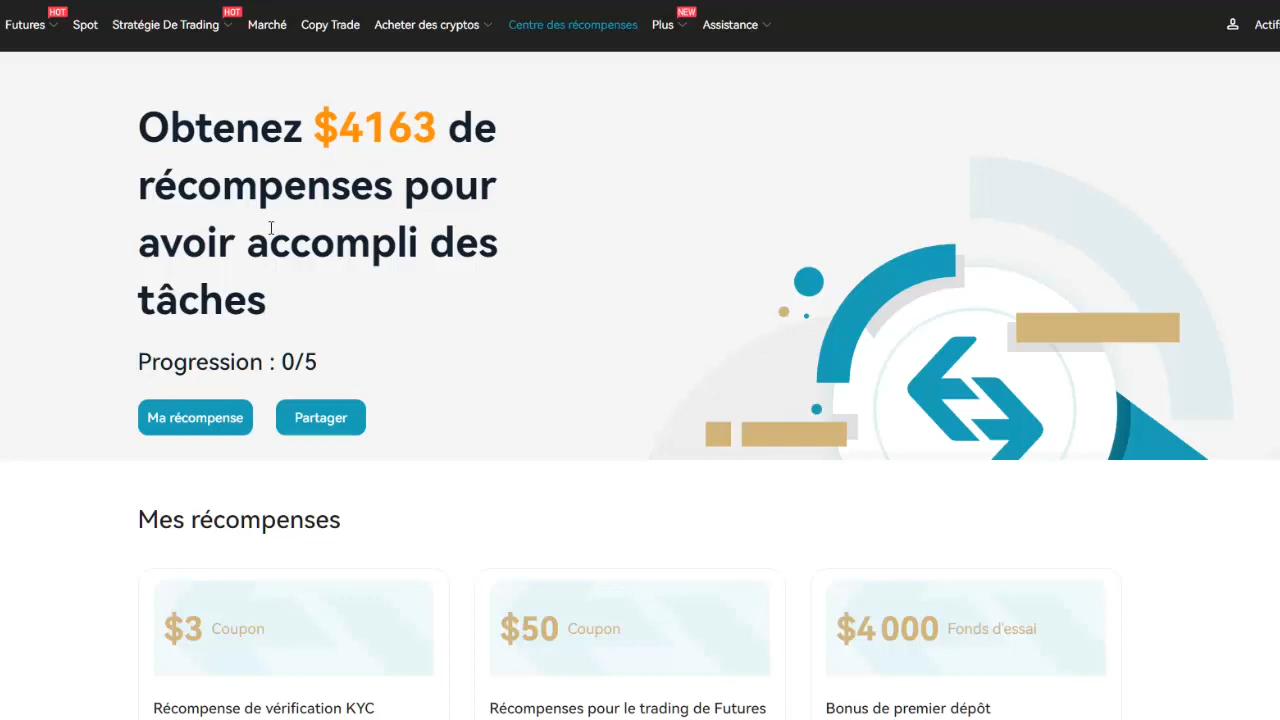 HOT HOT NEW
Futures Spot Stratégie De Trading Marché Copy Trade Acheter des cryptos Centre des récompenses Plus Assistance
Obtenez $4163 de
récompenses pour
avoir accompli des
tâches
Progression : 0/5
Ma récompense Partager
Mes récompenses
$3 Coupon $50 Coupon $4 000 Fonds d'essai
Récompense de vérification KYC Récompenses pour le trading de Futures Bonus de premier dépôt